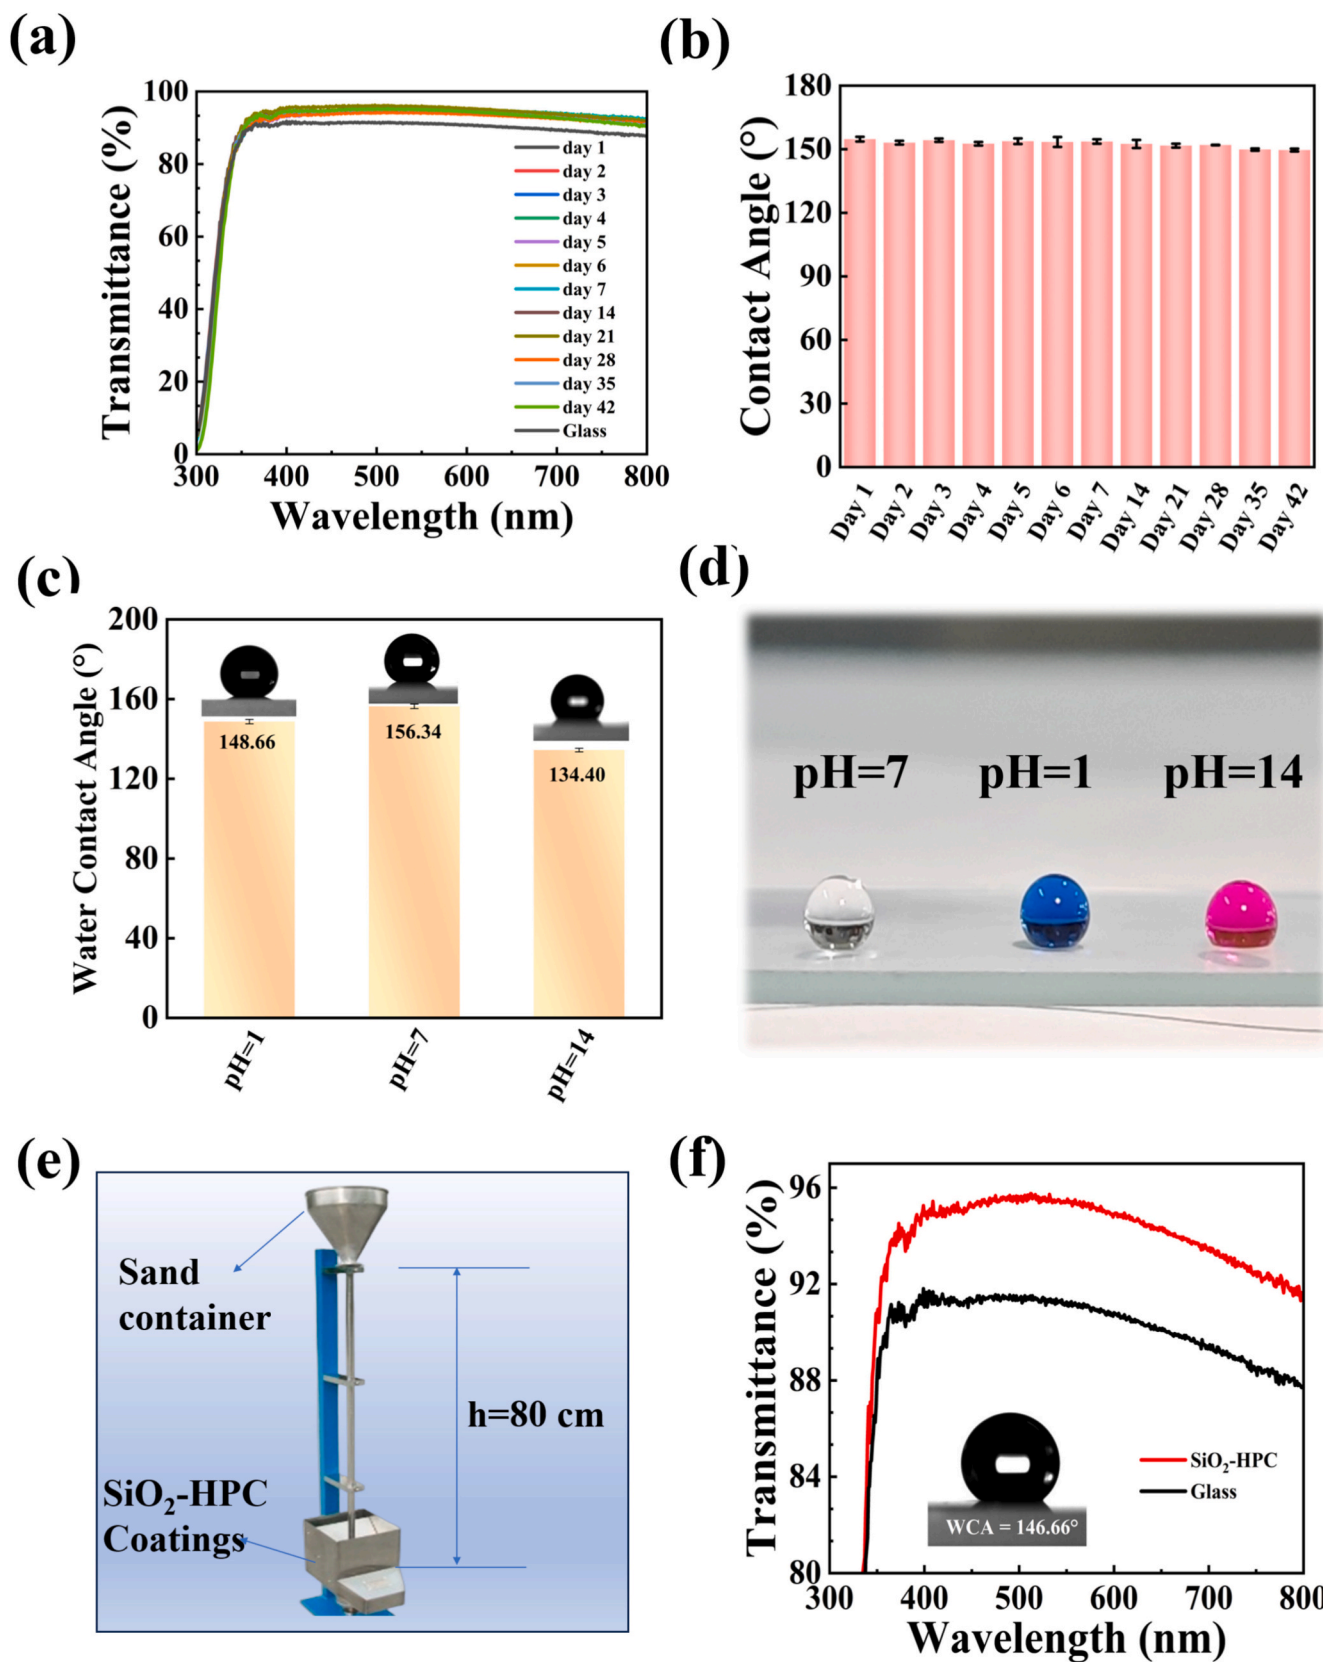 (a)
Transmittance (%)
100
80
60
40
20
0
300
400
500
600
700
800
Wavelength (nm)
day 1
day 2
day 3
day 4
day 5
day 6
day 7
day 14
day 21
day 28
day 35
day 42
Glass
(b)
Contact Angle (°)
180
150
120
90
60
30
0
Day 1
Day 2
Day 3
Day 4
Day 5
Day 6
Day 7
Day 14
Day 21
Day 28
Day 35
Day 42
(c)
Water Contact Angle (°)
200
160
120
80
40
0
148.66
156.34
134.40
pH=1
pH=7
pH=14
(d)
pH=7
pH=1
pH=14
(e)
Sand
container
h=80 cm
SiO₂-HPC
Coatings
(f)
Transmittance (%)
96
92
88
84
80
300
400
500
600
700
800
Wavelength (nm)
SiO₂-HPC
Glass
WCA = 146.66°